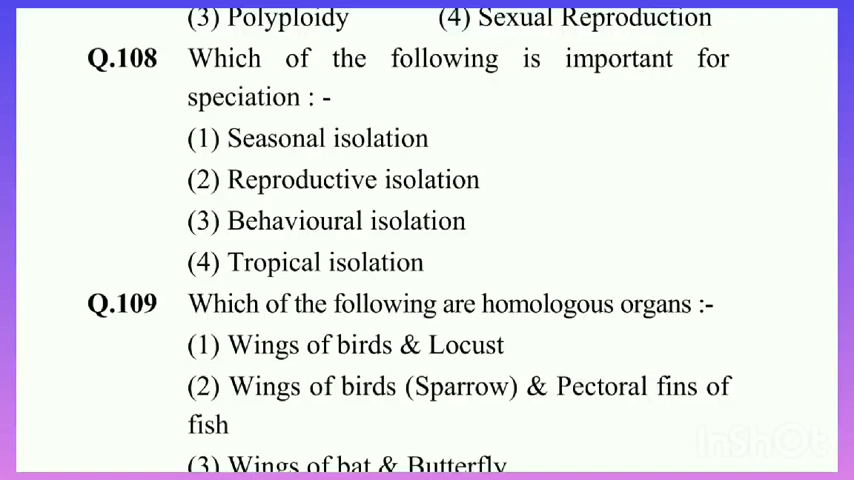 (3) Polyploidy (4) Sexual Reproduction
Q.108 Which of the following is important for
speciation : -
(1) Seasonal isolation
(2) Reproductive isolation
(3) Behavioural isolation
(4) Tropical isolation
Q.109 Which of the following are homologous organs :-
(1) Wings of birds & Locust
(2) Wings of birds (Sparrow) & Pectoral fins of
fish
(3) Wings of bat & Butterfly
InShOt